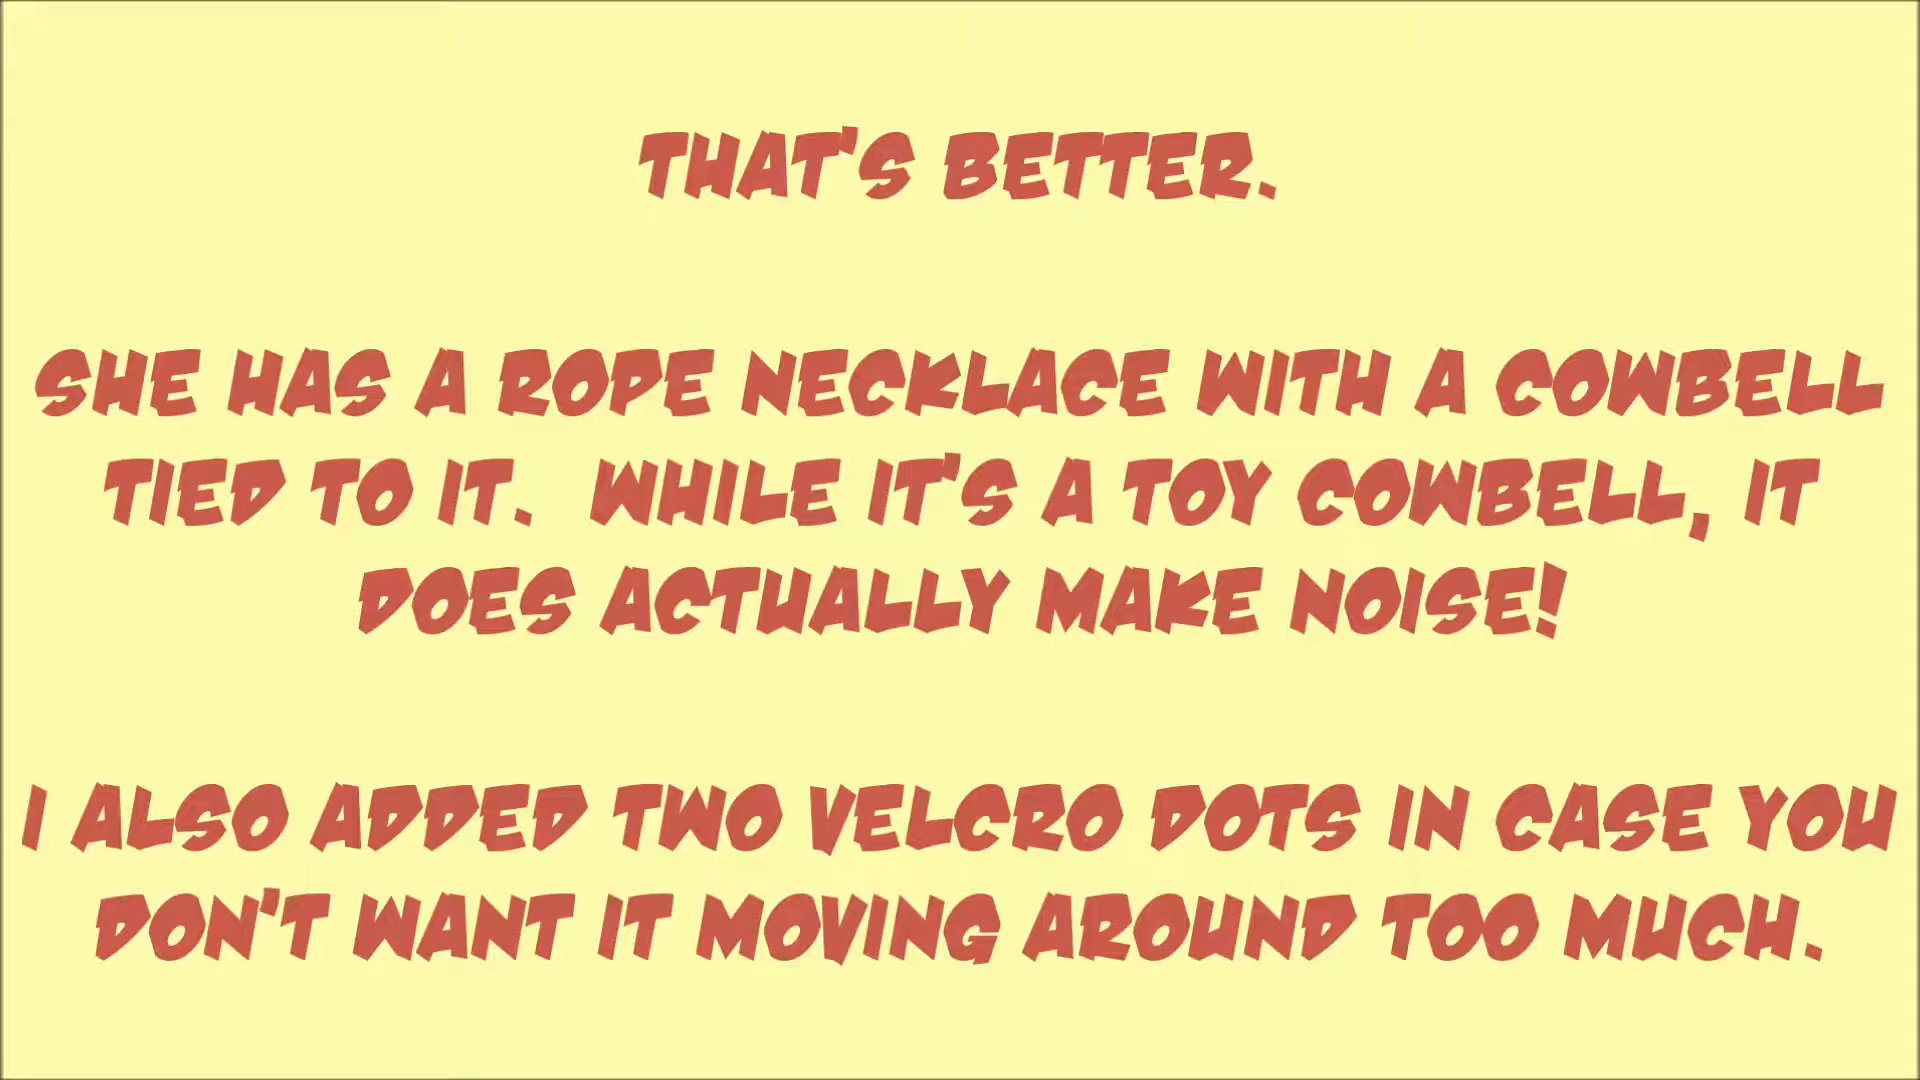 THAT'S BETTER.
SHE HAS A ROPE NECKLACE WITH A COWBELL
TIED TO IT.  WHILE IT'S A TOY COWBELL, IT
DOES ACTUALLY MAKE NOISE!
I ALSO ADDED TWO VELCRO DOTS IN CASE YOU
DON'T WANT IT MOVING AROUND TOO MUCH.